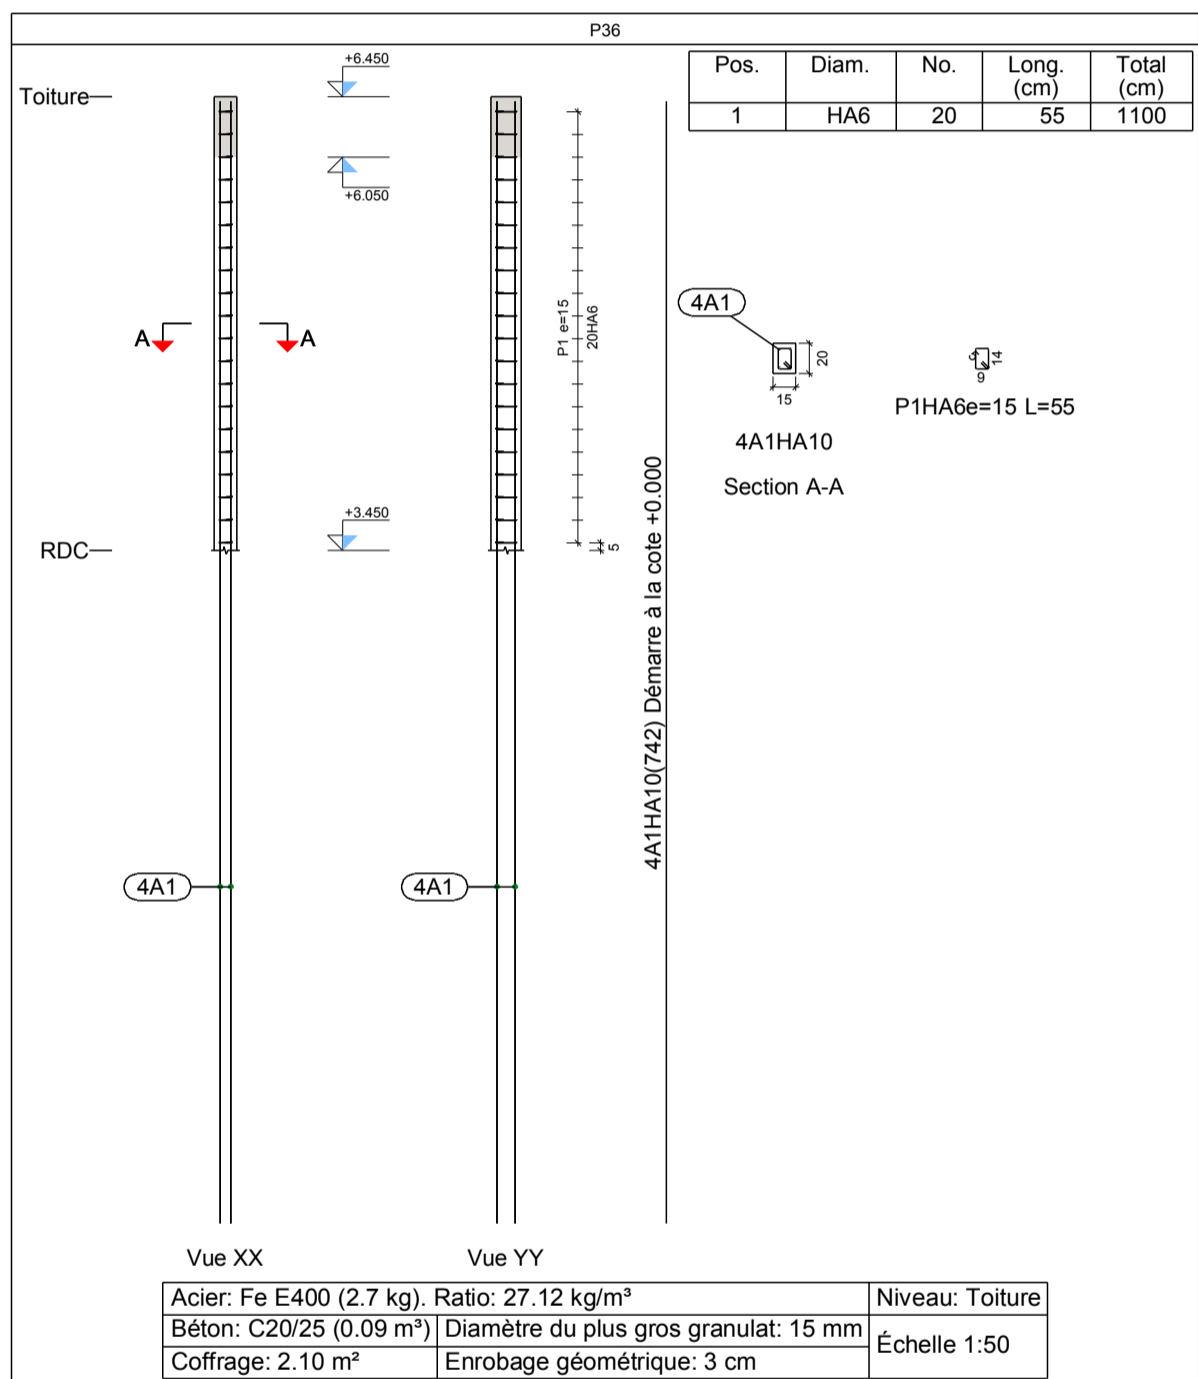 P36
Toiture
+6.450
+6.050
Pos. Diam. No. Long. (cm) Total (cm)
1 HA6 20 55 1100
A A
P1 e=15
20HA6
4A1
20
15
4A1HA10
Section A-A
5
14
9
P1HA6e=15 L=55
+3.450
RDC
5
4A1HA10(742) Démarre à la cote +0.000
4A1
4A1
Vue XX
Vue YY
Acier: Fe E400 (2.7 kg). Ratio: 27.12 kg/m³
Niveau: Toiture
Béton: C20/25 (0.09 m³)
Diamètre du plus gros granulat: 15 mm
Échelle 1:50
Coffrage: 2.10 m²
Enrobage géométrique: 3 cm